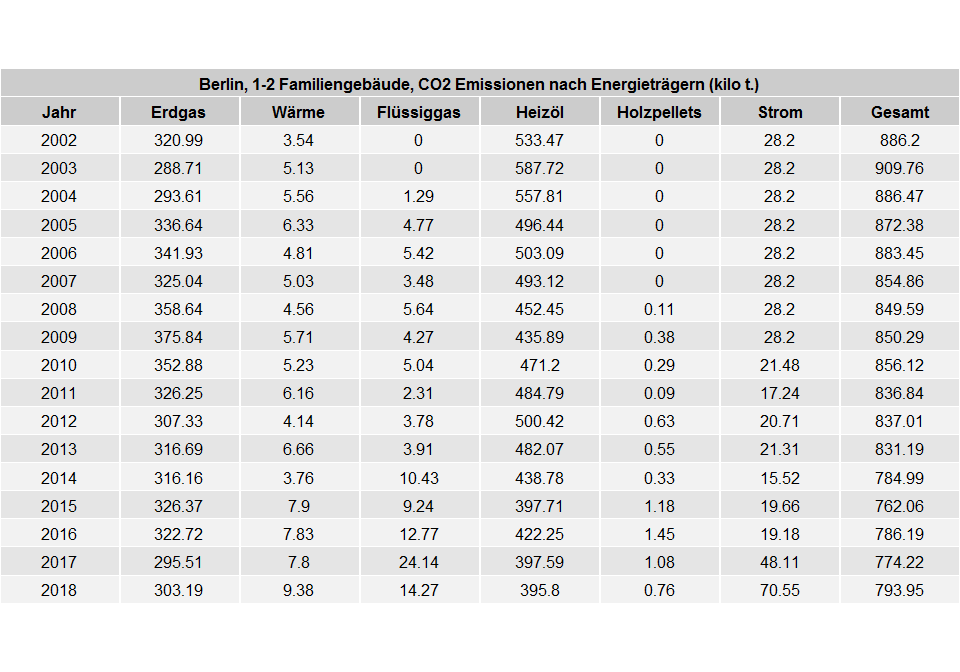 Berlin, 1-2 Familiengebäude, CO2 Emissionen nach Energieträgern (kilo t.)
Jahr Erdgas Wärme Flüssiggas Heizöl Holzpellets Strom Gesamt
2002 320.99 3.54 0 533.47 0 28.2 886.2
2003 288.71 5.13 0 587.72 0 28.2 909.76
2004 293.61 5.56 1.29 557.81 0 28.2 886.47
2005 336.64 6.33 4.77 496.44 0 28.2 872.38
2006 341.93 4.81 5.42 503.09 0 28.2 883.45
2007 325.04 5.03 3.48 493.12 0 28.2 854.86
2008 358.64 4.56 5.64 452.45 0.11 28.2 849.59
2009 375.84 5.71 4.27 435.89 0.38 28.2 850.29
2010 352.88 5.23 5.04 471.2 0.29 21.48 856.12
2011 326.25 6.16 2.31 484.79 0.09 17.24 836.84
2012 307.33 4.14 3.78 500.42 0.63 20.71 837.01
2013 316.69 6.66 3.91 482.07 0.55 21.31 831.19
2014 316.16 3.76 10.43 438.78 0.33 15.52 784.99
2015 326.37 7.9 9.24 397.71 1.18 19.66 762.06
2016 322.72 7.83 12.77 422.25 1.45 19.18 786.19
2017 295.51 7.8 24.14 397.59 1.08 48.11 774.22
2018 303.19 9.38 14.27 395.8 0.76 70.55 793.95